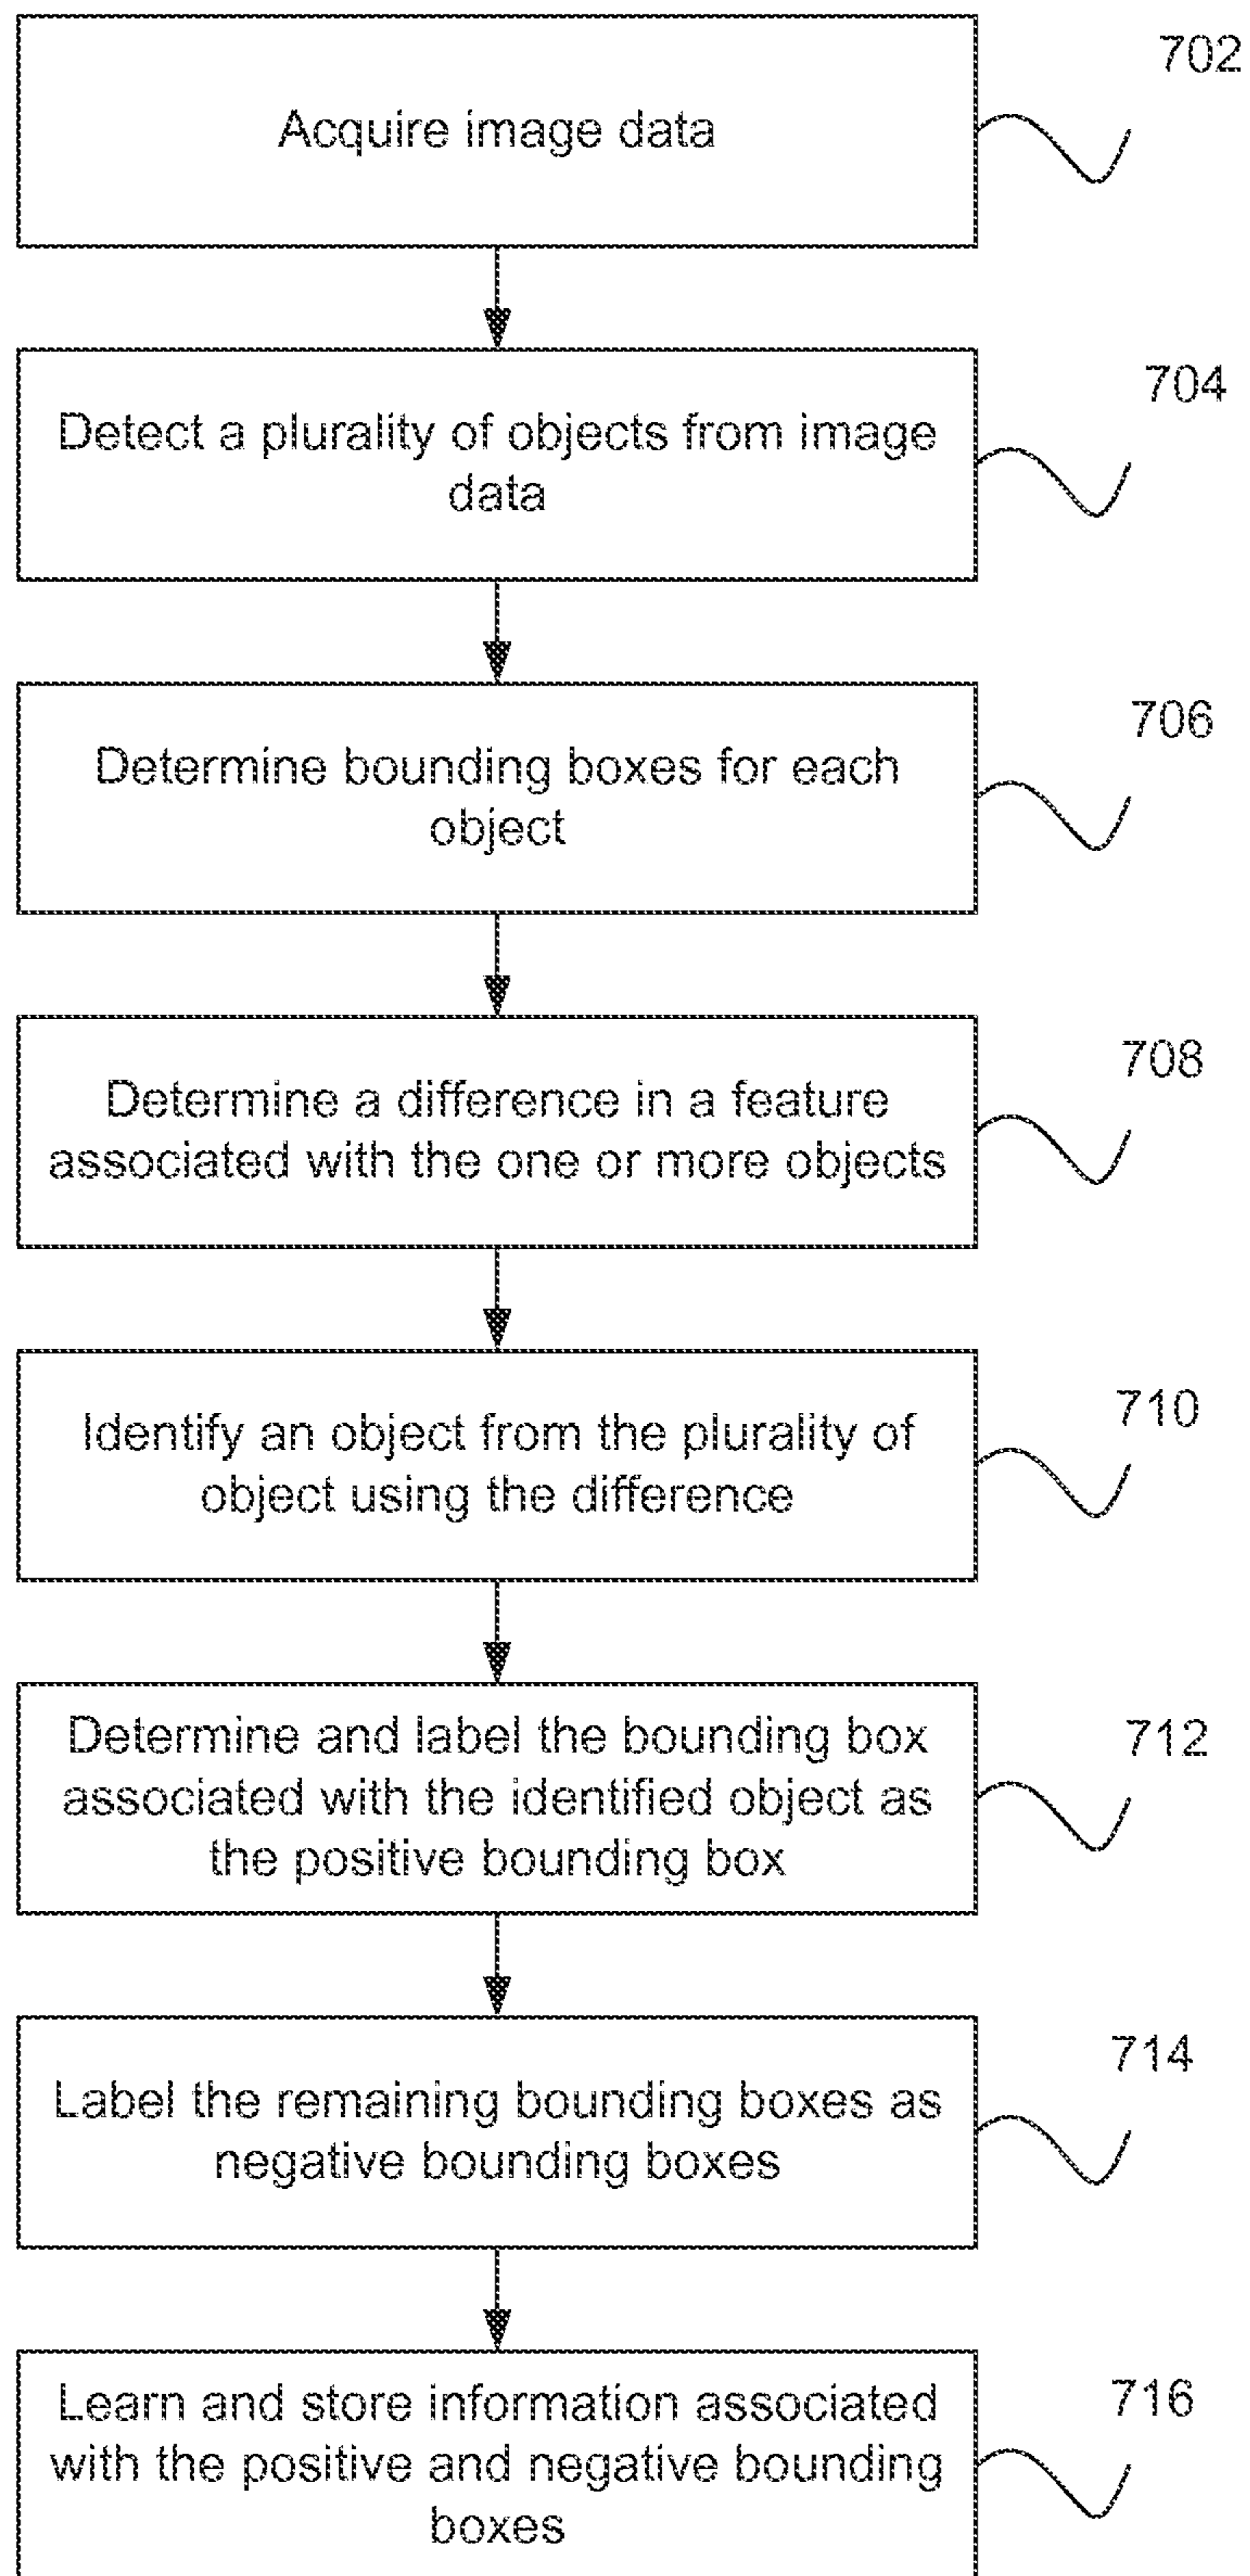 702
Acquire image data
704
Detect a plurality of objects from image
data
706
Determine bounding boxes for each
object
708
Determine a difference in a feature
associated with the one or more objects
710
Identify an object from the plurality of
object using the difference
712
Determine and label the bounding box
associated with the identified object as
the positive bounding box
714
Label the remaining bounding boxes as
negative bounding boxes
716
Learn and store information associated
with the positive and negative bounding
boxes